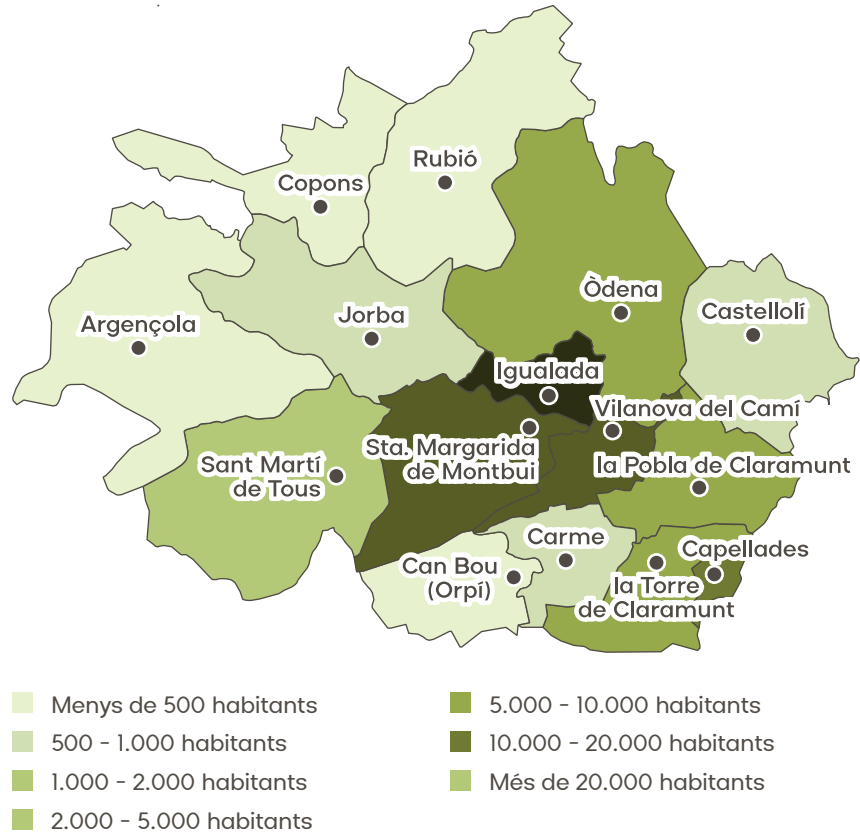 Rubió
Copons
Òdena
Castellolí
Jorba
Argençola
Igualada
Vilanova del Camí
Sta. Margarida
de Montbui
Sant Martí
de Tous
la Pobla de Claramunt
Carme
Capellades
Can Bou
(Orpí)
la Torre
de Claramunt
Menys de 500 habitants
500 - 1.000 habitants
1.000 - 2.000 habitants
2.000 - 5.000 habitants
5.000 - 10.000 habitants
10.000 - 20.000 habitants
Més de 20.000 habitants